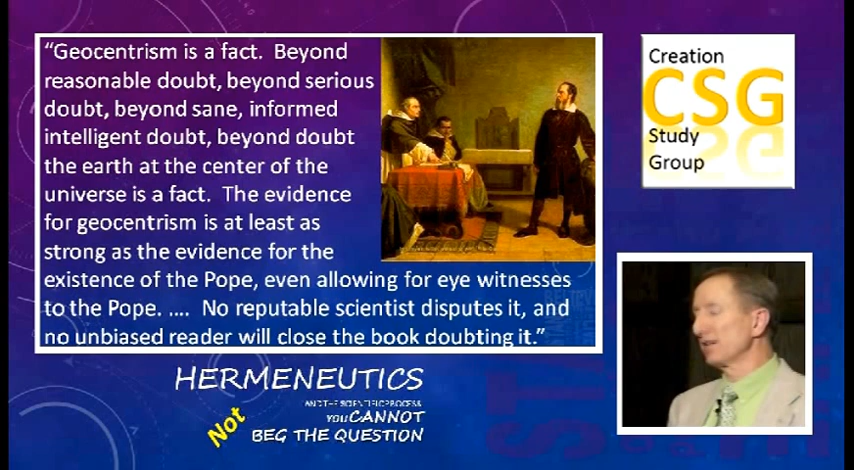 “Geocentrism is a fact. Beyond
reasonable doubt, beyond serious
doubt, beyond sane, informed
intelligent doubt, beyond doubt
the earth at the center of the
universe is a fact. The evidence
for geocentrism is at least as
strong as the evidence for the
existence of the Pope, even allowing for eye witnesses
to the Pope. .... No reputable scientist disputes it, and
no unbiased reader will close the book doubting it.”
Creation
CSG
Study
Group
HERMENEUTICS
AND THE SCIENTIFIC PROCESS
YOU CANNOT
Not
BEG THE QUESTION